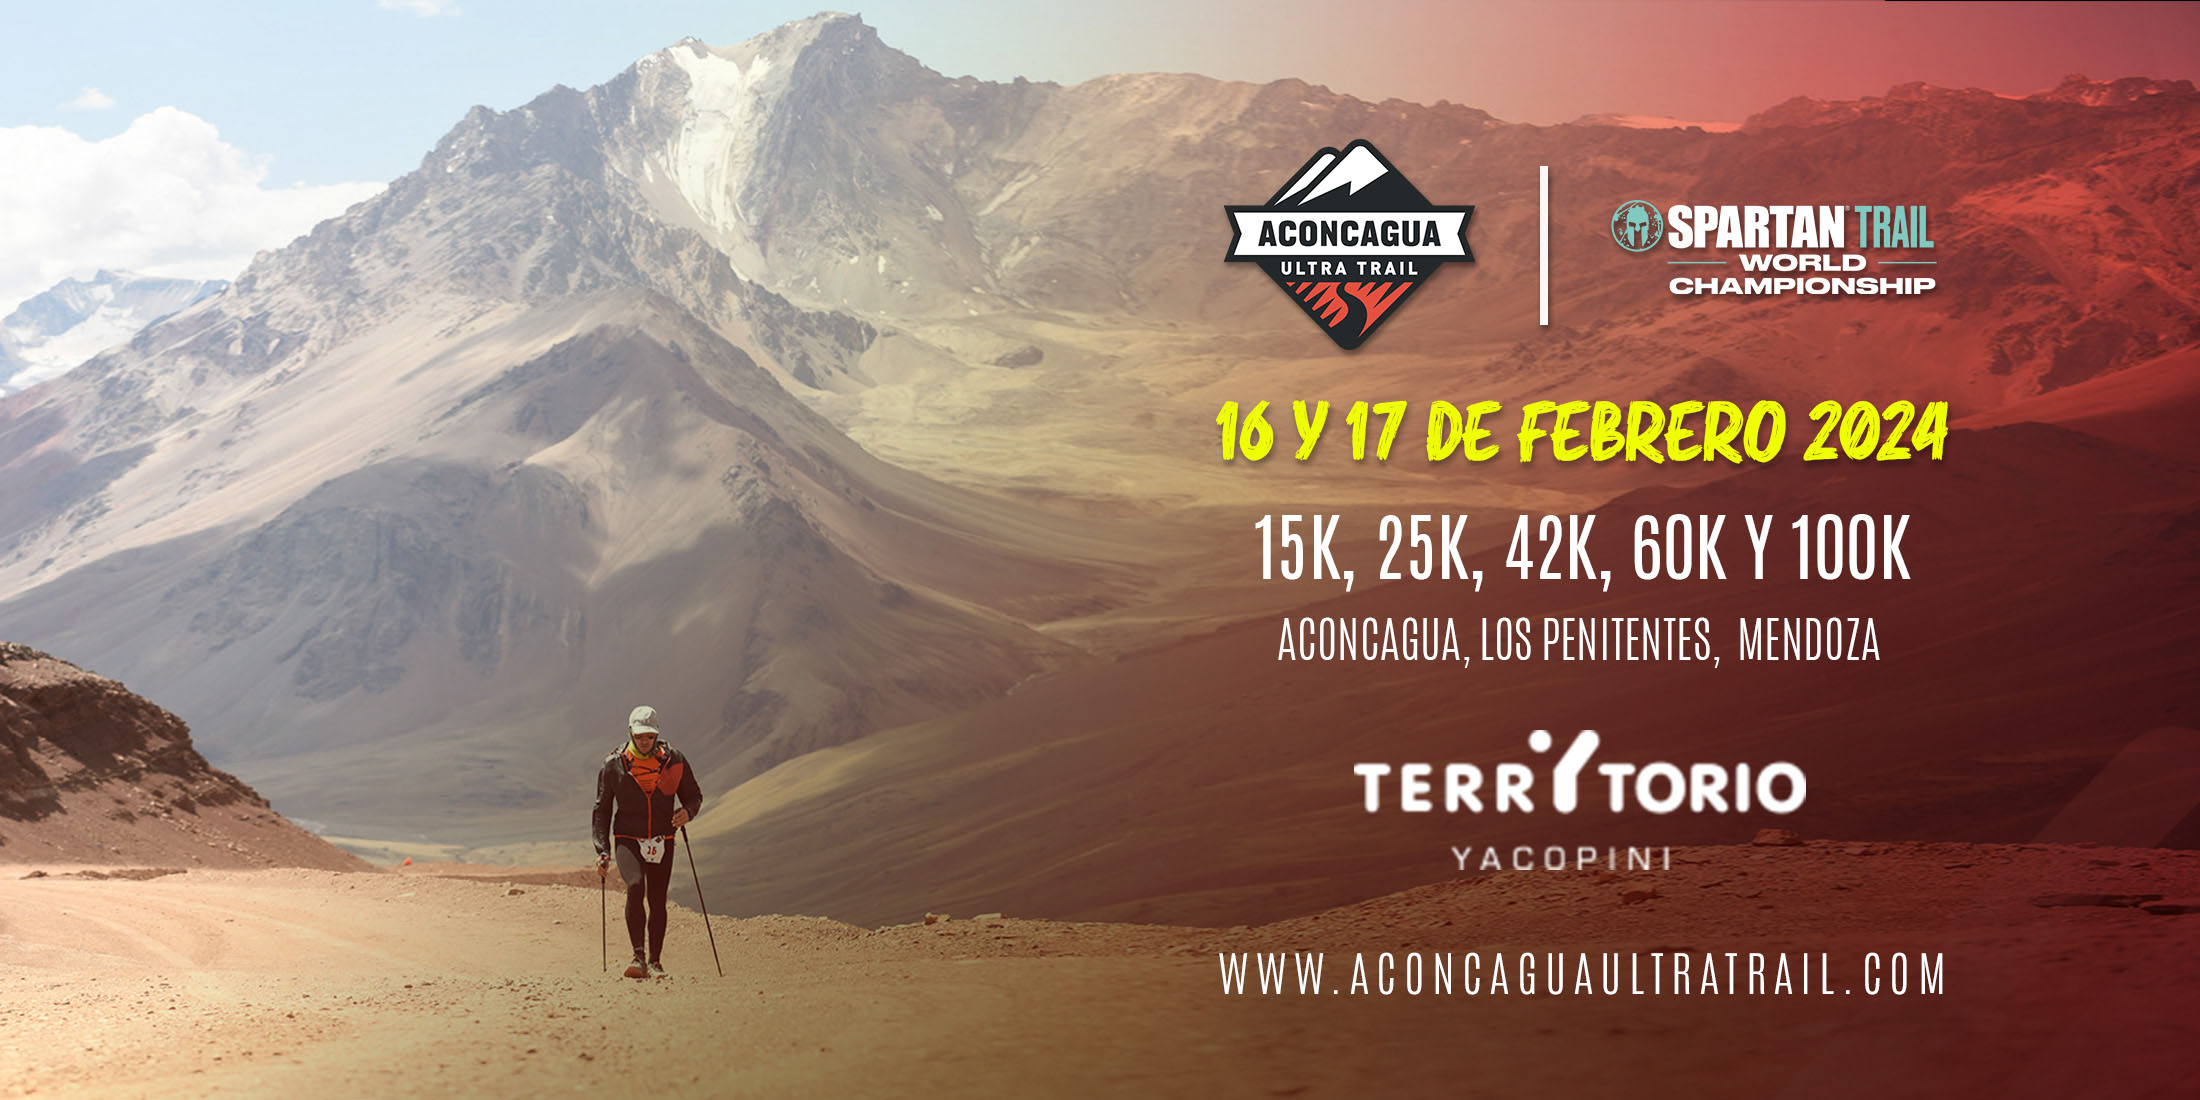 ACONCAGUA
ULTRA TRAIL
SPARTAN TRAIL
WORLD
CHAMPIONSHIP
16 Y 17 DE FEBRERO 2024
15K, 25K, 42K, 60K Y 100K
ACONCAGUA, LOS PENITENTES, MENDOZA
TERRYTORIO
YACOPINI
WWW.ACONCAGUAULTRATRAIL.COM